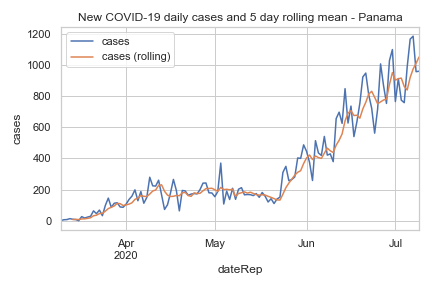 New COVID-19 daily cases and 5 day rolling mean - Panama
cases
cases (rolling)
1200
1000
800
600
400
200
0
cases
Apr
2020
May
Jun
Jul
dateRep